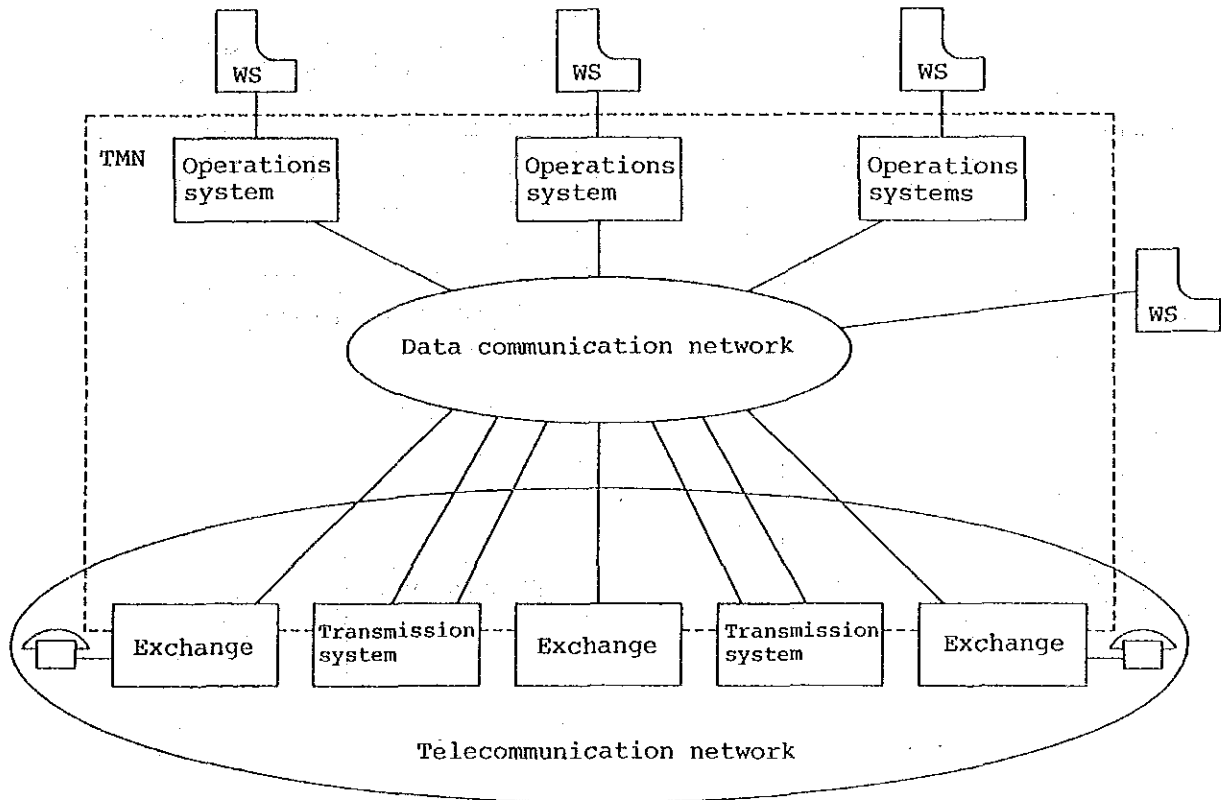 WS
WS
WS
TMN
Operations
system
Operations
system
Operations
systems
WS
Data communication network
Exchange
Transmission
system
Exchange
Transmission
system
Exchange
Telecommunication network